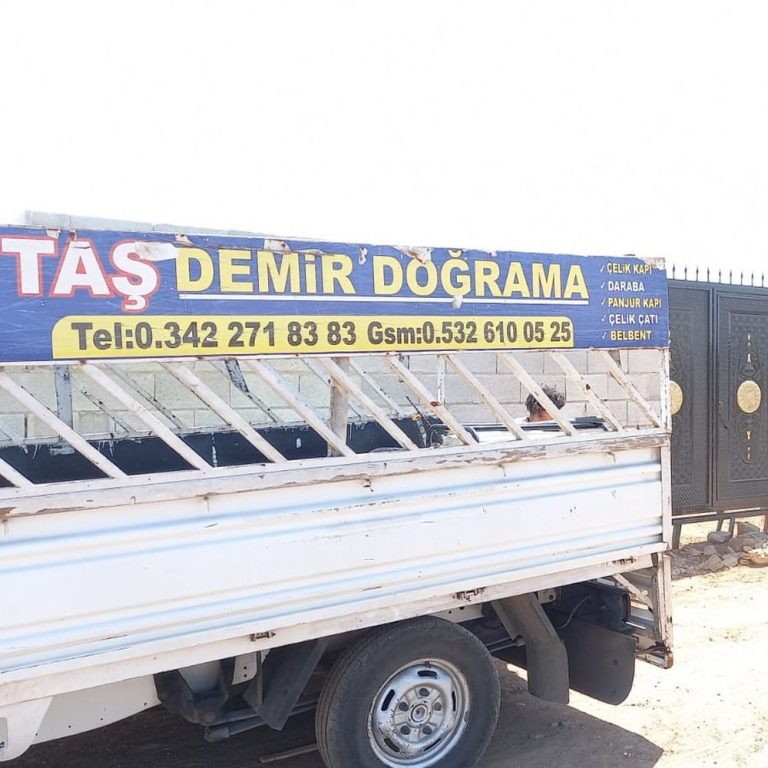 TAŞ DEMİR DOĞRAMA
Tel:0.342 271 83 83 Gsm:0.532 610 05 25
✓ ÇELİK KAPI
✓ DARABA
✓ PANJUR KAPI
✓ ÇELİK ÇATI
✓ BELBENT